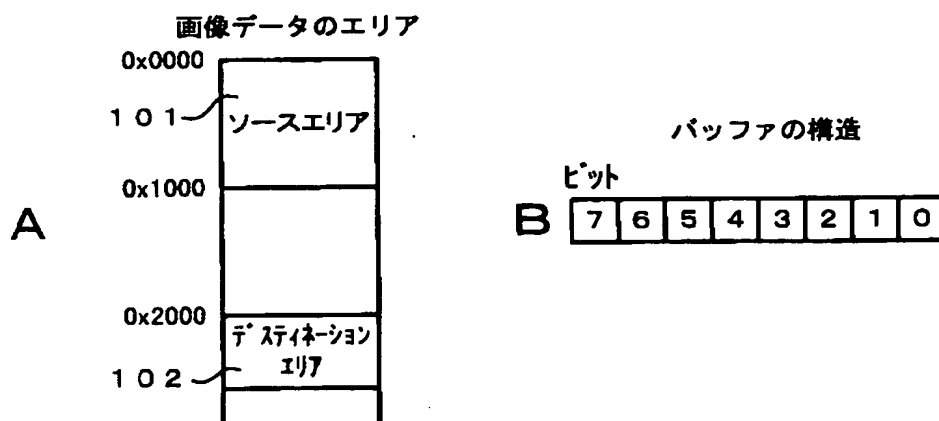 画像データのエリア
0x0000
101
ソースエリア
0x1000
A
0x2000
デスティネーション
エリア
102
バッファの構造
ビット
B 7 6 5 4 3 2 1 0